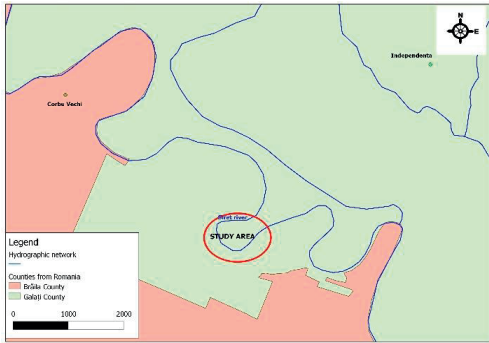 N
E
Independenta
Corbu Vechi
Siret river
STUDY AREA
Legend
Hydrographic network
Counties from Romania
Brăila County
Galați County
0 1000 2000